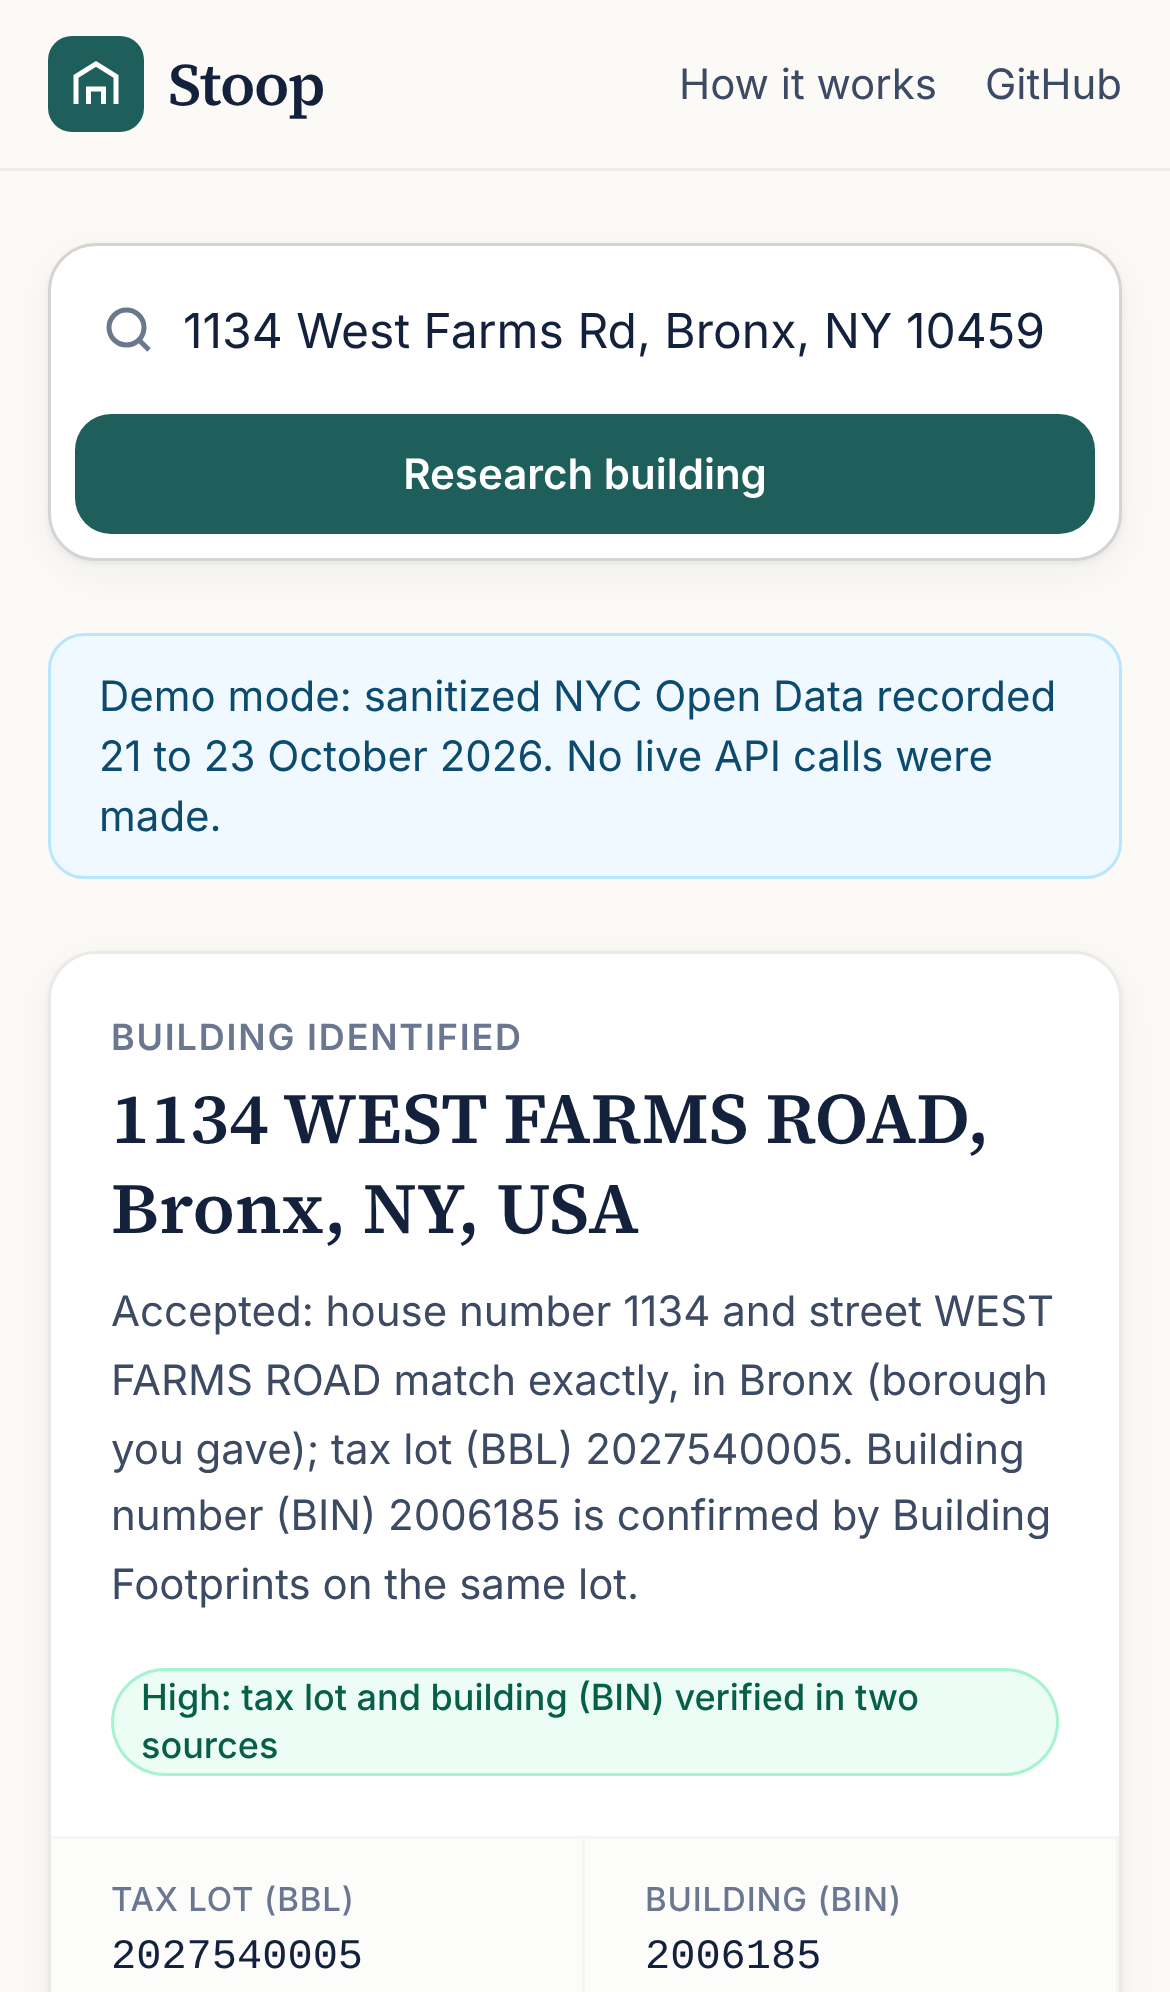 Stoop
How it works
GitHub
1134 West Farms Rd, Bronx, NY 10459
Research building
Demo mode: sanitized NYC Open Data recorded
21 to 23 October 2026. No live API calls were
made.
BUILDING IDENTIFIED
1134 WEST FARMS ROAD,
Bronx, NY, USA
Accepted: house number 1134 and street WEST
FARMS ROAD match exactly, in Bronx (borough
you gave); tax lot (BBL) 2027540005. Building
number (BIN) 2006185 is confirmed by Building
Footprints on the same lot.
High: tax lot and building (BIN) verified in two
sources
TAX LOT (BBL)
2027540005
BUILDING (BIN)
2006185